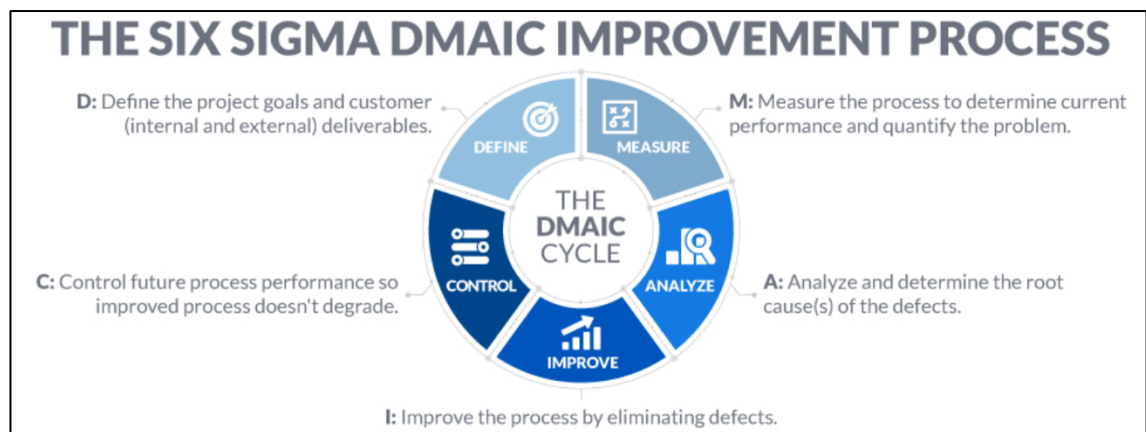 THE SIX SIGMA DMAIC IMPROVEMENT PROCESS
D: Define the project goals and customer
(internal and external) deliverables.
M: Measure the process to determine current
performance and quantify the problem.
DEFINE
MEASURE
THE
DMAIC
CYCLE
CONTROL
ANALYZE
C: Control future process performance so
improved process doesn't degrade.
A: Analyze and determine the root
cause(s) of the defects.
IMPROVE
I: Improve the process by eliminating defects.